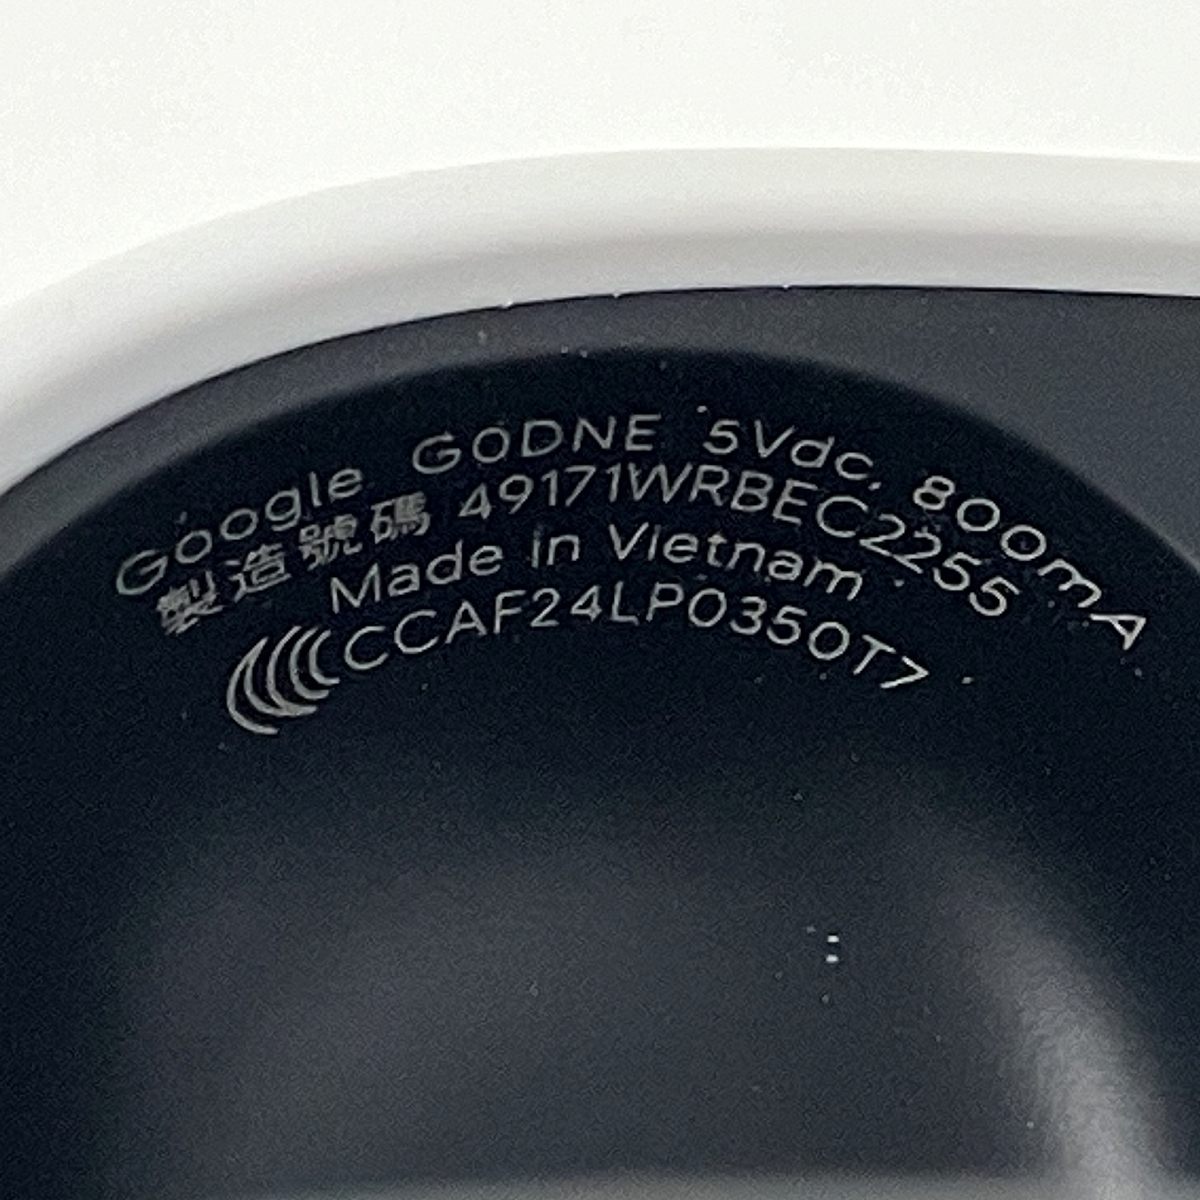 Google G0DNE 5Vdc, 800mA
製造號碼 49171WRBEC2255
Made in Vietnam
CCAF24LP0350T7